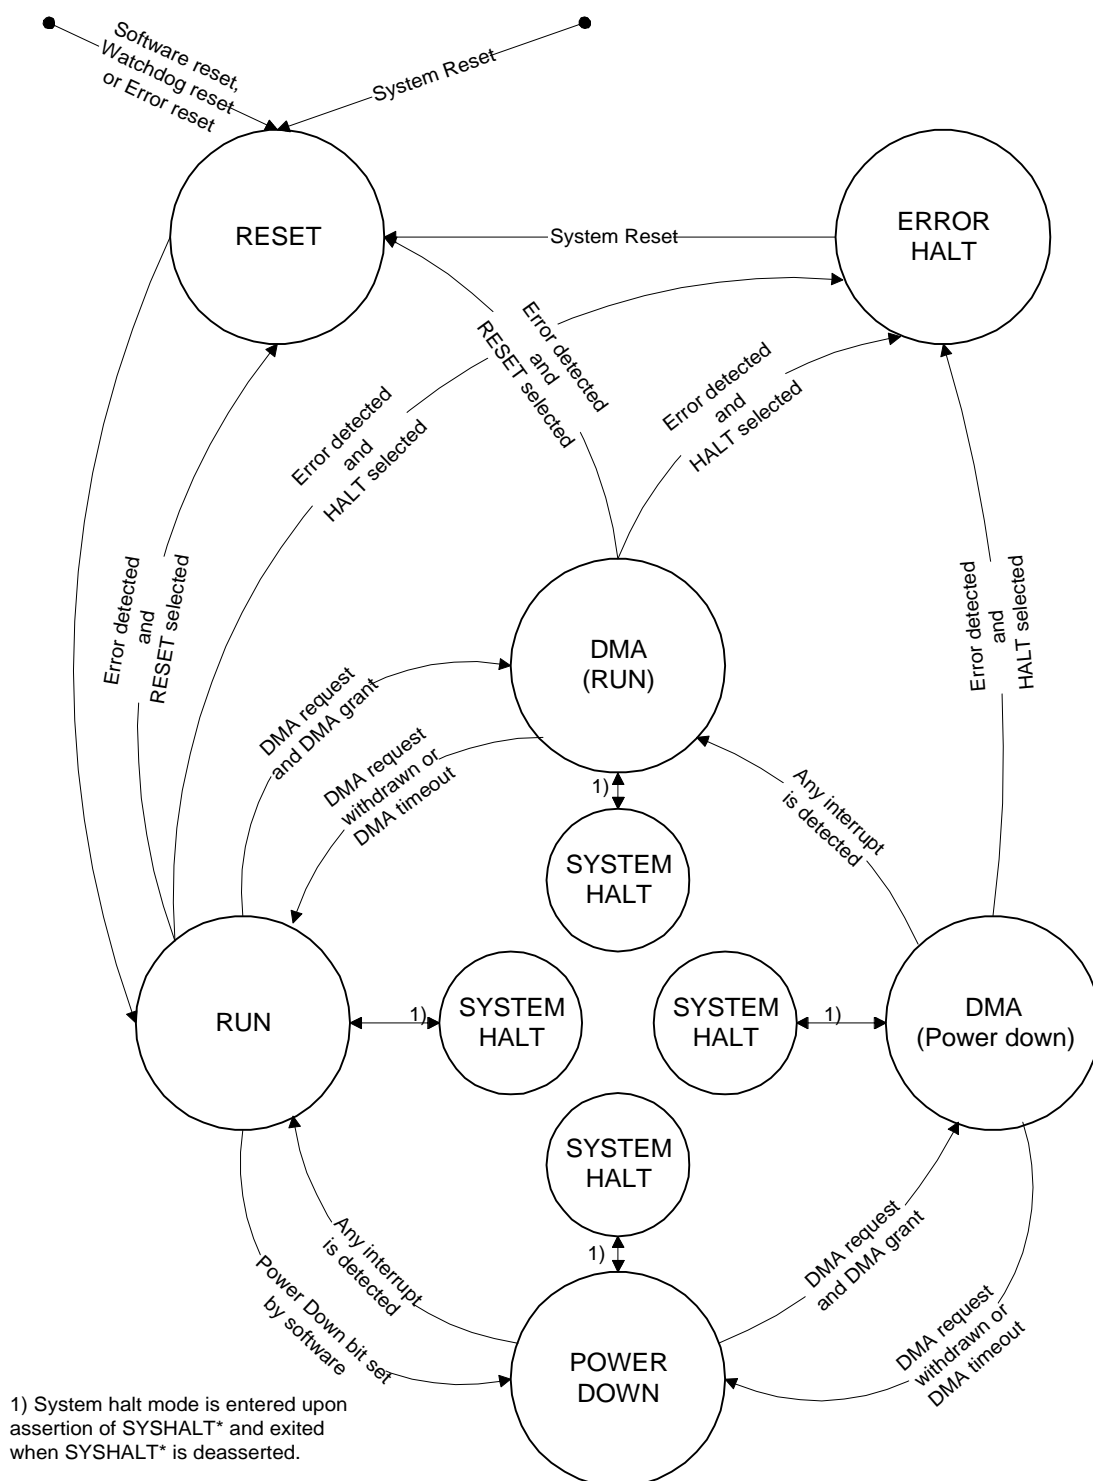 Software reset,
Watchdog reset
or Error reset
System Reset
RESET
System Reset
ERROR
HALT
Error detected
and
RESET selected
Error detected
and
HALT selected
Error detected
and
HALT selected
Error detected
and
RESET selected
Error detected
and
HALT selected
DMA
(RUN)
DMA request
and DMA grant
DMA request
withdrawn or
DMA timeout
1)
Any interrupt
is detected
SYSTEM
HALT
RUN
1)
SYSTEM
HALT
SYSTEM
HALT
1)
DMA
(Power down)
SYSTEM
HALT
1)
Any interrupt
is detected
Power Down bit set
by software
DMA request
and DMA grant
DMA request
withdrawn or
DMA timeout
POWER
DOWN
1) System halt mode is entered upon
assertion of SYSHALT* and exited
when SYSHALT* is deasserted.